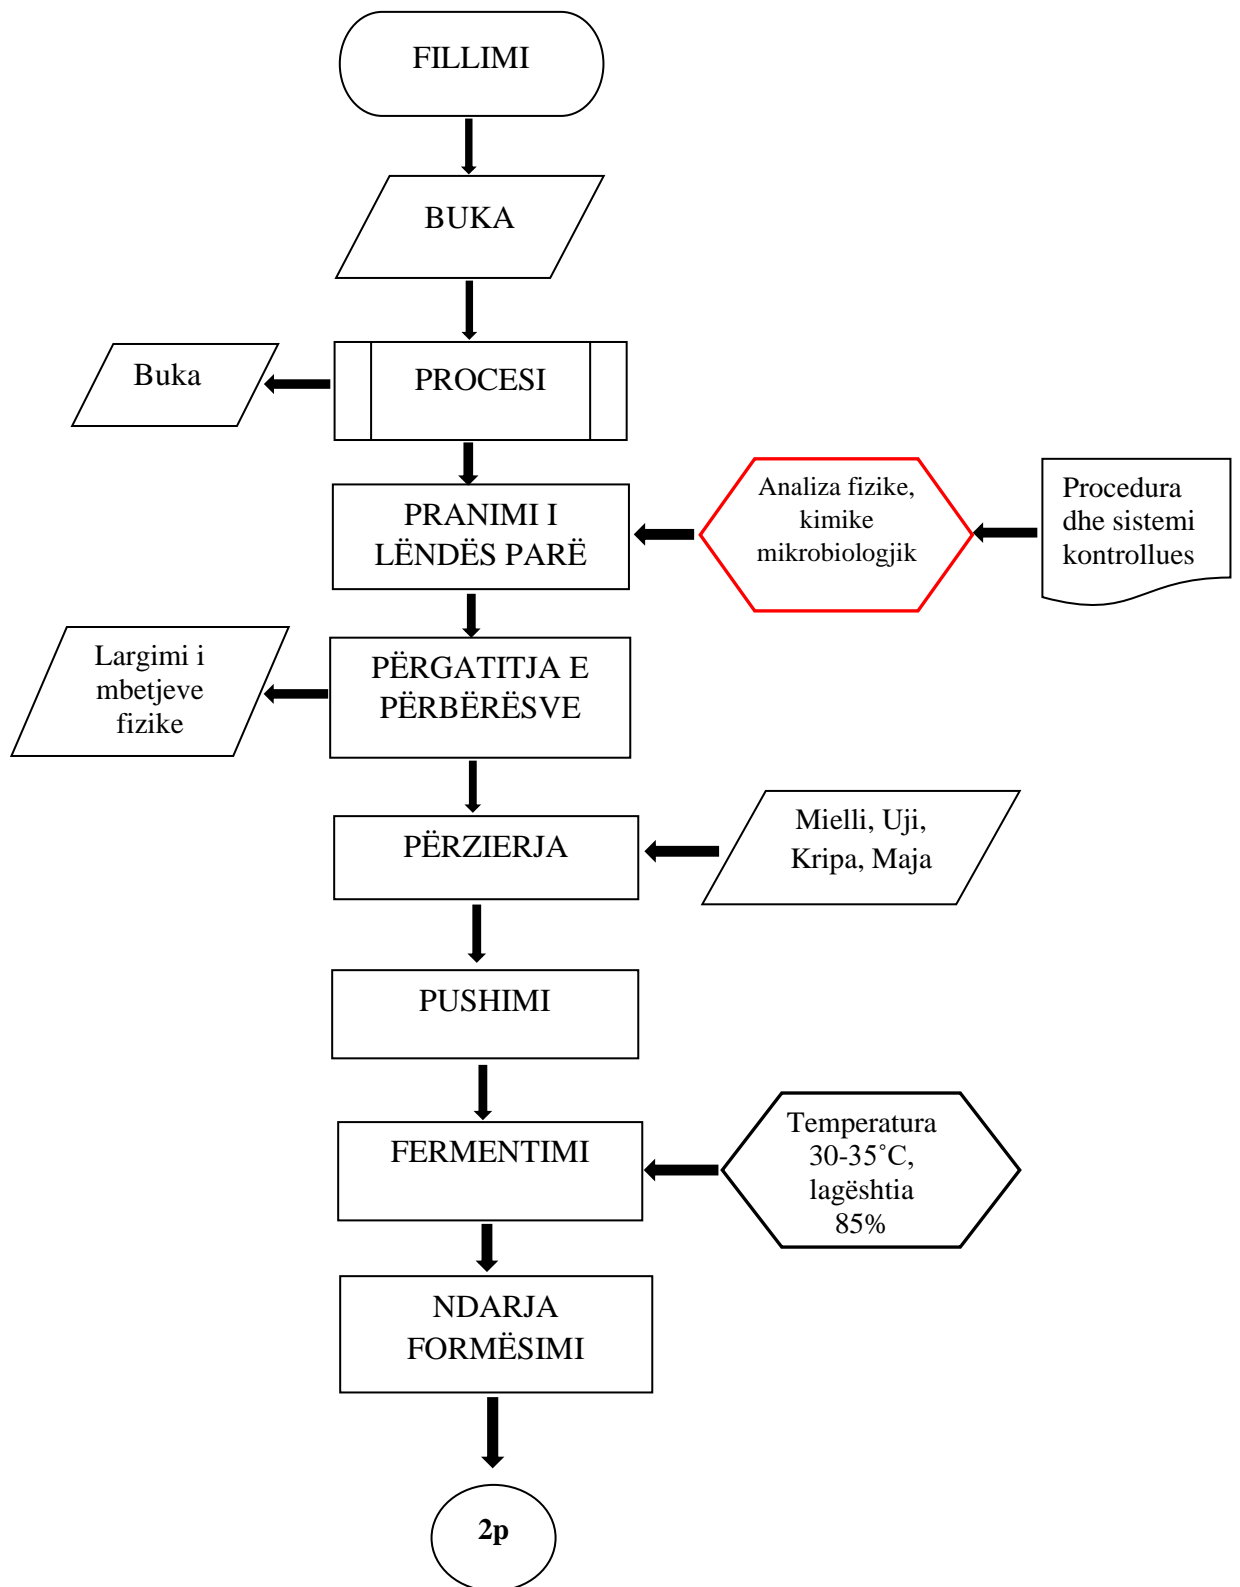 FILLIMI
BUKA
Buka
PROCESI
PRANIMI I
LËNDËS PARË
Analiza fizike,
kimike
mikrobiologjik
Procedura
dhe sistemi
kontrollues
Largimi i
mbetjeve
fizike
PËRGATITJA E
PËRBËRËSVE
PËRZIERJA
Mielli, Uji,
Kripa, Maja
PUSHIMI
FERMENTIMI
Temperatura
30-35˚C,
lagështia
85%
NDARJA
FORMËSIMI
2p